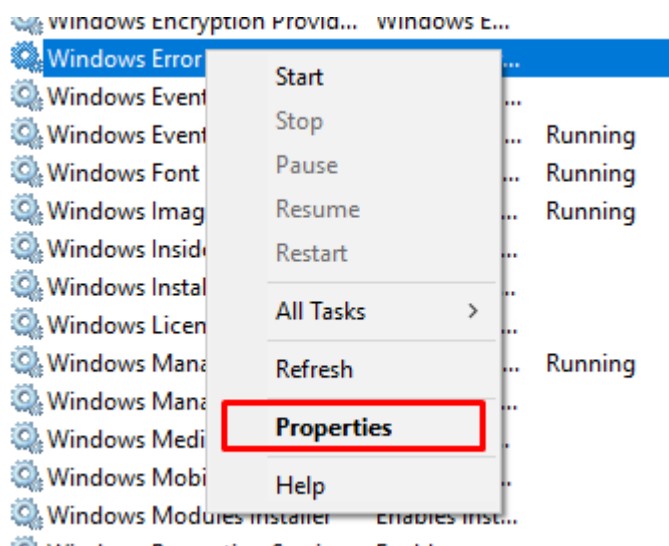 Windows Encryption Provid... Windows E...
Windows Error ...
Windows Event ...
Windows Event ... Running
Windows Font ... Running
Windows Imag ... Running
Windows Insid ...
Windows Instal ...
Windows Licen ...
Windows Mana ... Running
Windows Mana ...
Windows Medi ...
Windows Mobi ...
Windows Modules Installer Enables Inst...
Start
Stop
Pause
Resume
Restart
All Tasks >
Refresh
Properties
Help